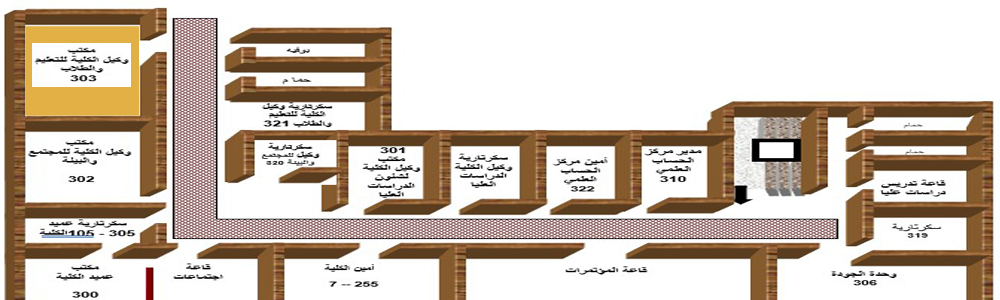 مكتب
وكيل الكلية للتعليم
والطلاب
303
مكتب
وكيل الكلية للمجتمع
والبيئة
302
سكرتارية عميد
الكلية105 - 305
مكتب
عميد الكلية
300
بوفيه
حمام
سكرتارية وكيل
الكلية للتعليم
والطلاب 321
سكرتارية
وكيل للمجتمع
والبيئة 320
301
مكتب
وكيل الكلية
لشئون
الدراسات
العليا
سكرتارية
وكيل الكلية
الدراسات
العليا
أمين مركز
الحساب
العلمي
322
مدير مركز
الحساب
العلمي
310
حمام
حمام
قاعة تدريس
دراسات عليا
سكرتارية
319
قاعة
اجتماعات
أمين الكلية
7 -- 255
قاعة المؤتمرات
وحدة الجودة
306